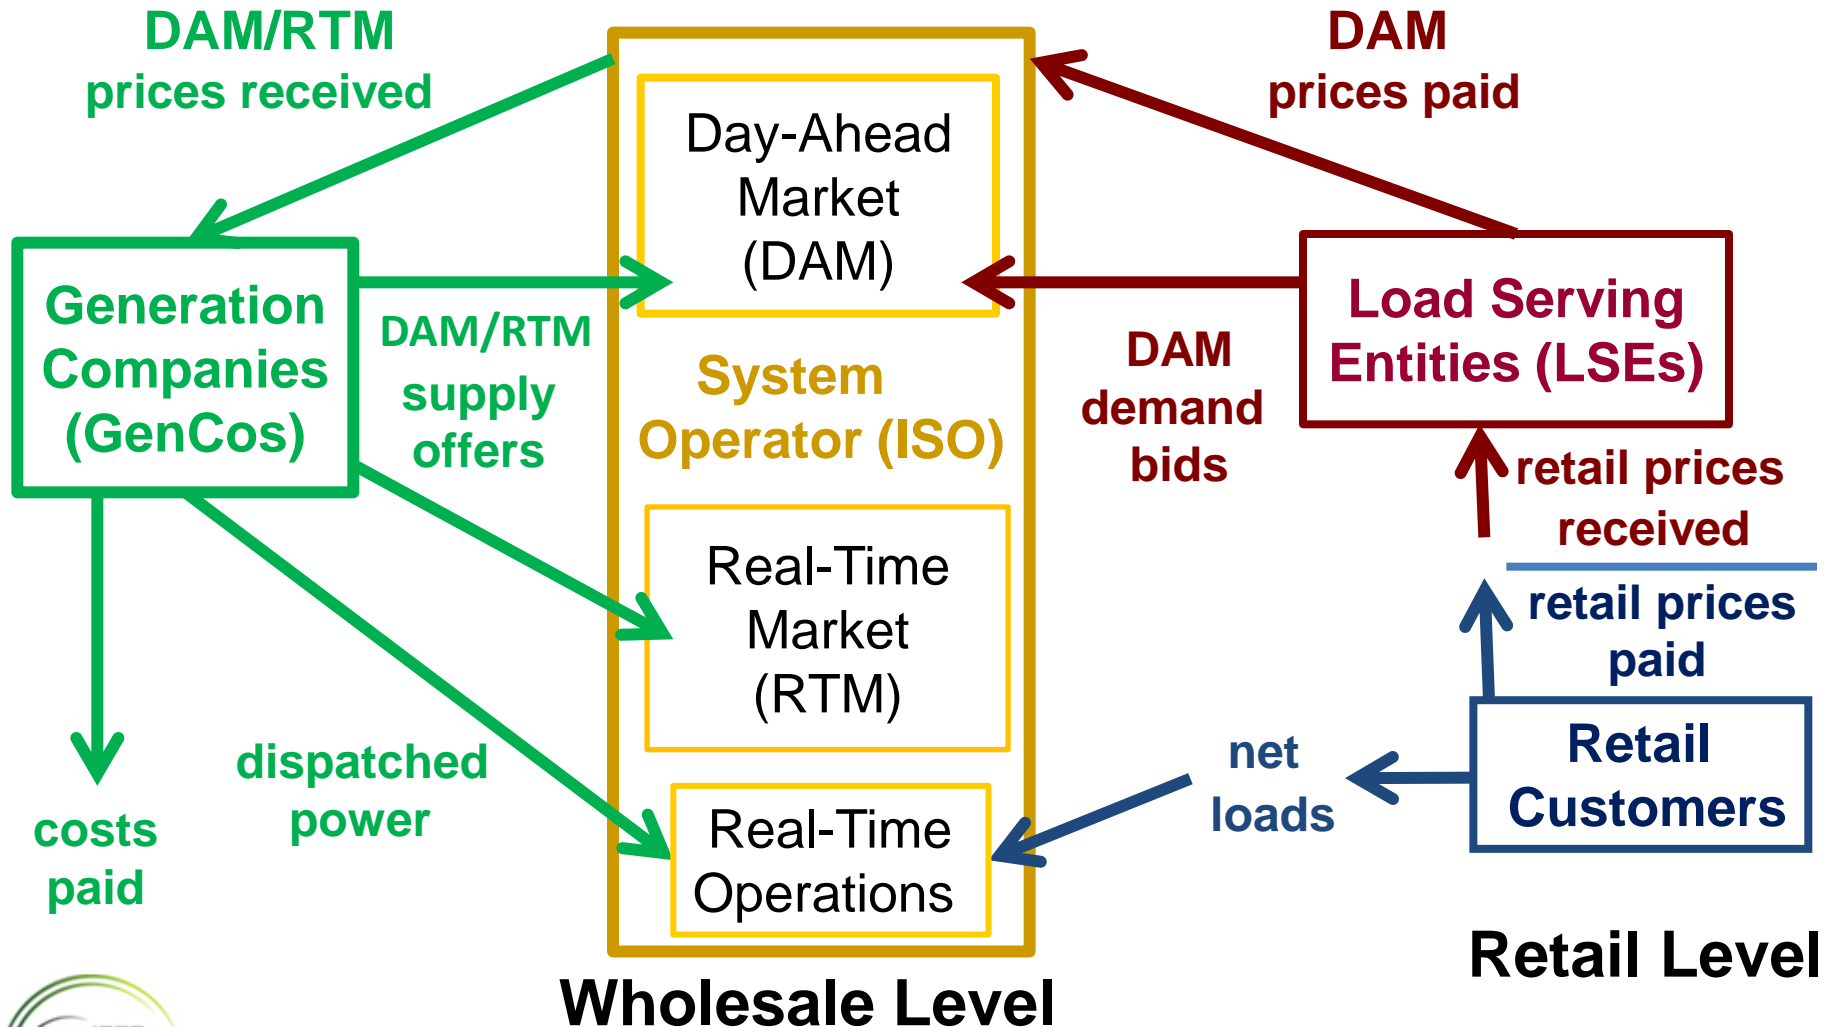 DAM/RTM
prices received
DAM
prices paid
Day-Ahead
Market
(DAM)
Generation
Companies
(GenCos)
DAM/RTM
supply
offers
System
Operator (ISO)
DAM
demand
bids
Load Serving
Entities (LSEs)
retail prices
received
retail prices
paid
Real-Time
Market
(RTM)
dispatched
power
costs
paid
net
loads
Retail
Customers
Real-Time
Operations
Retail Level
Wholesale Level